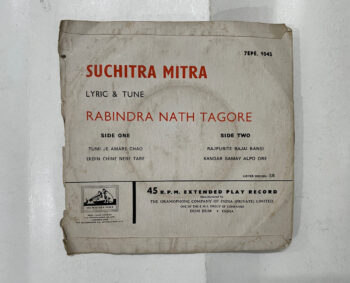 7EPE. 1045
SUCHITRA MITRA
LYRIC & TUNE
RABINDRA NATH TAGORE
SIDE ONE
TUMI JE AMARE CHAO
EKDIN CHINE NEBE TARE
SIDE TWO
RAJPURITE BAJAI BANSI
KANDAR SAMAY ALPO ORE
45 R.P.M. EXTENDED PLAY RECORD
THE GRAMOPHONE COMPANY OF INDIA (PRIVATE) LIMITED.
DUM DUM • INDIA